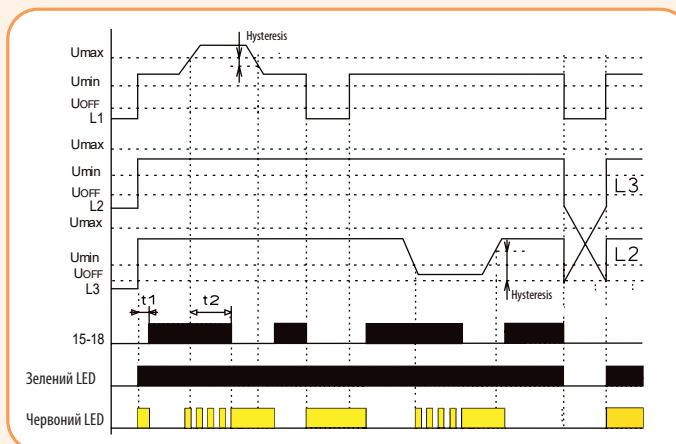 Hysteresis
Umax
Umin
UOFF
L1
Umax
Umin
UOFF
L2
L3
Umax
Umin
UOFF
L3
L2
Hysteresis
t1
t2
15-18
Зелений LED
Червоний LED